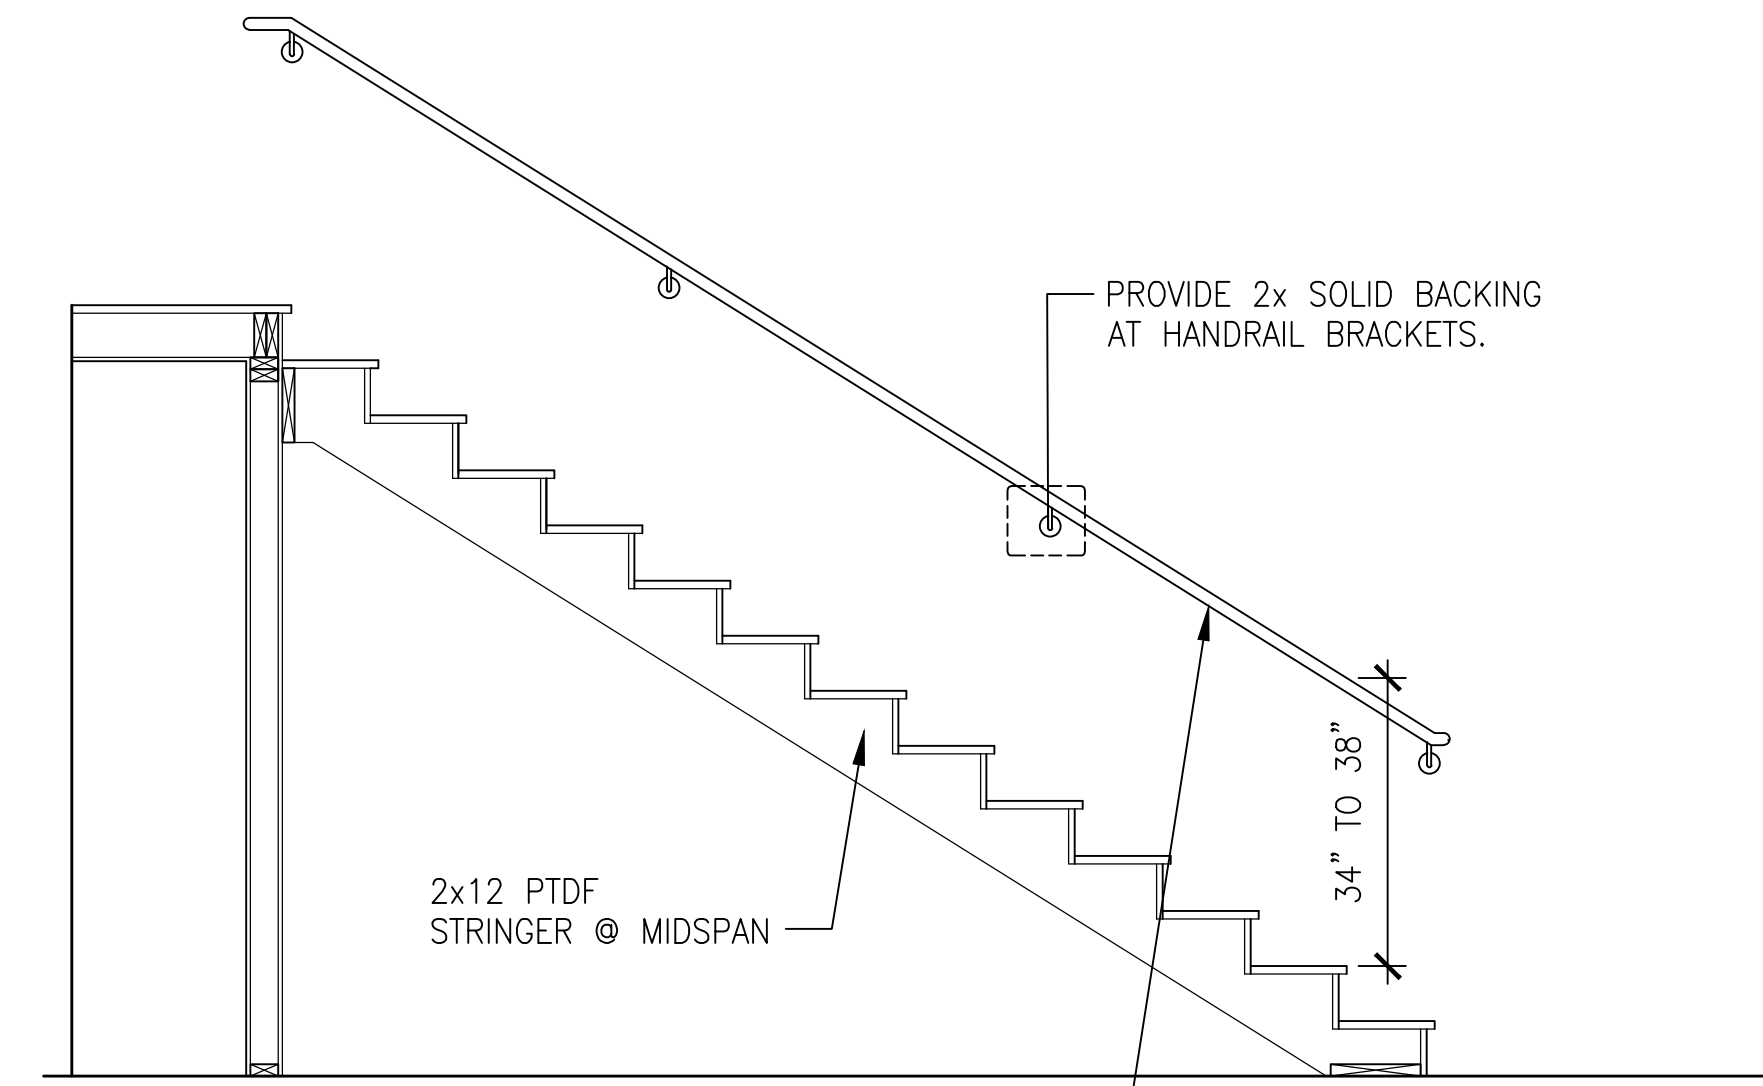 PROVIDE 2x SOLID BACKING
AT HANDRAIL BRACKETS.
34" TO 38"
2x12 PTDF
STRINGER @ MIDSPAN